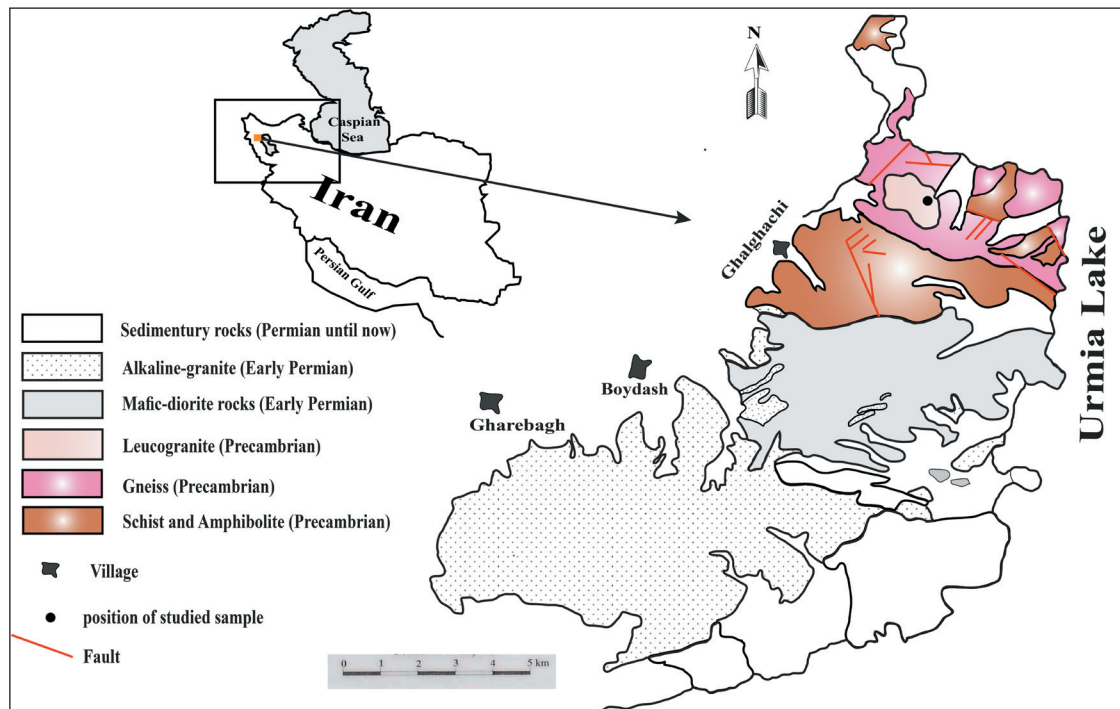 N
Caspian
Sea
Iran
Persian Gulf
Ghalghachi
Urmia Lake
Boydash
Gharebagh
Sedimentury rocks (Permian until now)
Alkaline-granite (Early Permian)
Mafic-diorite rocks (Early Permian)
Leucogranite (Precambrian)
Gneiss (Precambrian)
Schist and Amphibolite (Precambrian)
Village
position of studied sample
Fault
0 1 2 3 4 5 km